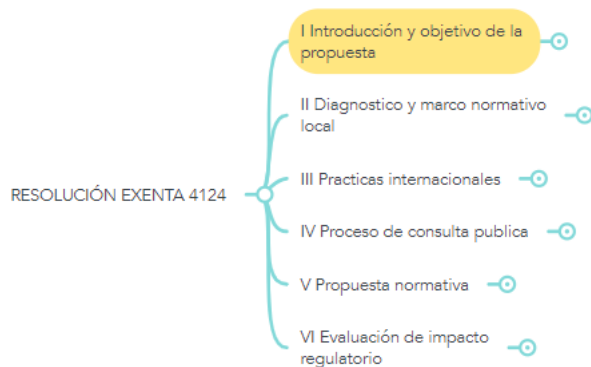 I Introducción y objetivo de la
propuesta
II Diagnostico y marco normativo
local
III Practicas internacionales
RESOLUCIÓN EXENTA 4124
IV Proceso de consulta publica
V Propuesta normativa
VI Evaluación de impacto
regulatorio